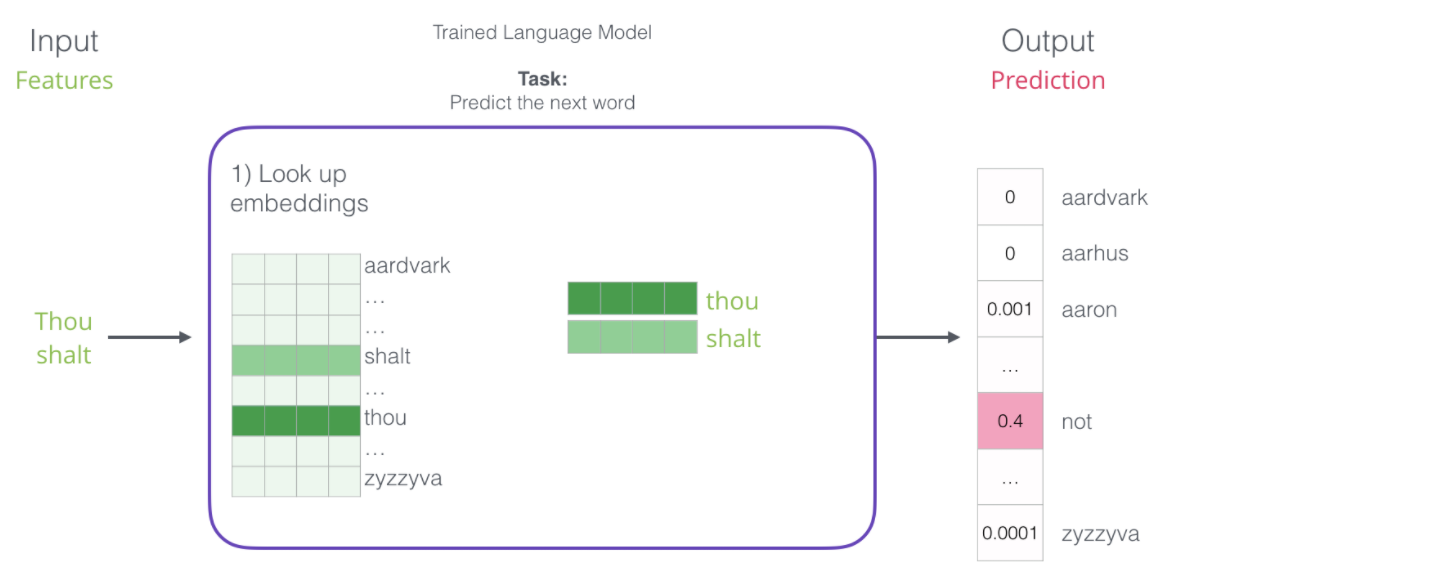 Input
Features
Trained Language Model
Task:
Predict the next word
Output
Prediction
Thou
shalt
1) Look up
embeddings
aardvark
...
...
shalt
...
thou
...
zyzzyva
thou
shalt
0 aardvark
0 aarhus
0.001 aaron
...
0.4 not
...
0.0001 zyzzyva